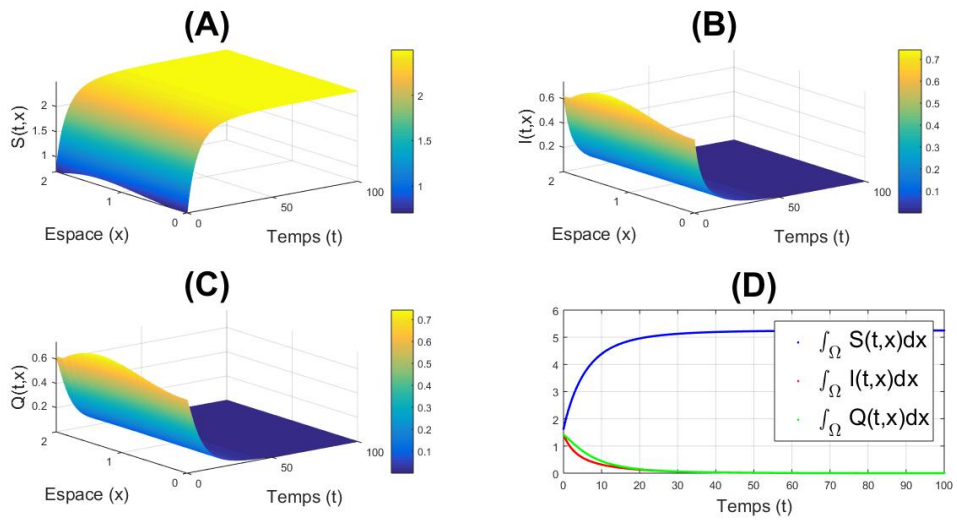 (A)
S(t,x)
2
1.5
1
2
1
0
Espace (x)
0
50
100
Temps (t)
2
1.5
1
(B)
I(t,x)
0.6
0.4
0.2
2
1
0
Espace (x)
0
50
100
Temps (t)
0.7
0.6
0.5
0.4
0.3
0.2
0.1
(C)
Q(t,x)
0.6
0.4
0.2
2
1
0
Espace (x)
0
50
100
Temps (t)
0.7
0.6
0.5
0.4
0.3
0.2
0.1
(D)
6
5
4
3
2
1
0
0 10 20 30 40 50 60 70 80 90 100
Temps (t)
∫Ω S(t,x)dx
∫Ω I(t,x)dx
∫Ω Q(t,x)dx